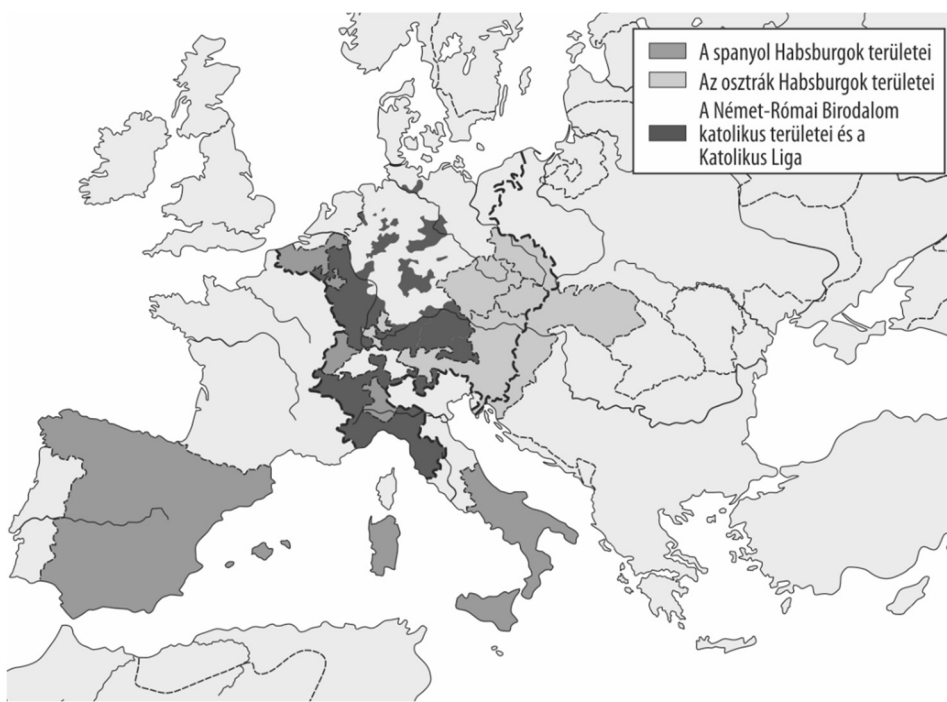 A spanyol Habsburgok területei
Az osztrák Habsburgok területei
A Német-Római Birodalom
katolikus területei és a
Katolikus Liga